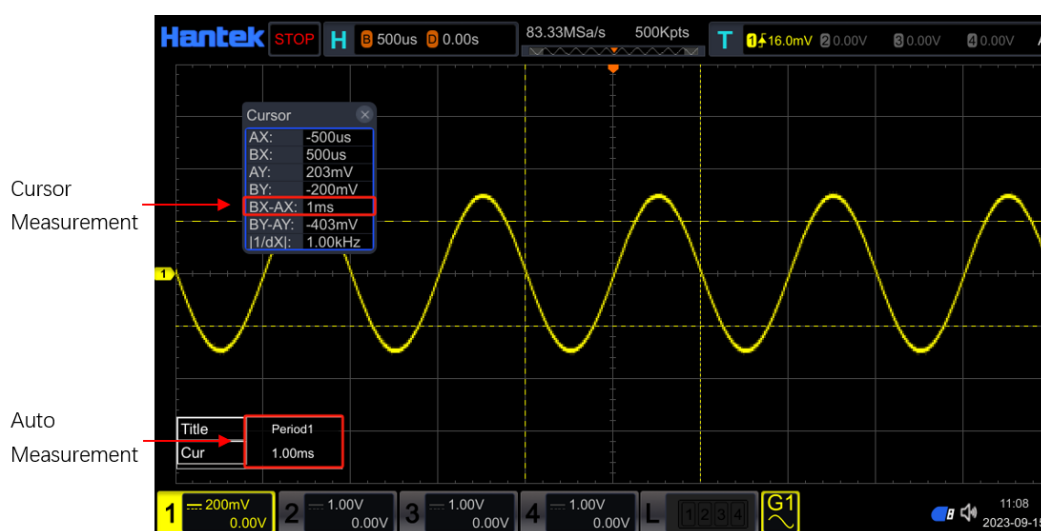 Hantek STOP H B 500us D 0.00s 83.33MSa/s 500Kpts T 1 16.0mV 2 0.00V 3 0.00V 4 0.00V
Cursor
AX: -500us
BX: 500us
AY: 203mV
BY: -200mV
BX-AX: 1ms
BY-AY: -403mV
|1/dX|: 1.00kHz
Cursor
Measurement
1
Auto
Measurement
Title Period1
Cur 1.00ms
1 200mV 0.00V 2 1.00V 0.00V 3 1.00V 0.00V 4 1.00V 0.00V L 1 2 3 4 G1
11:08
2023-09-15